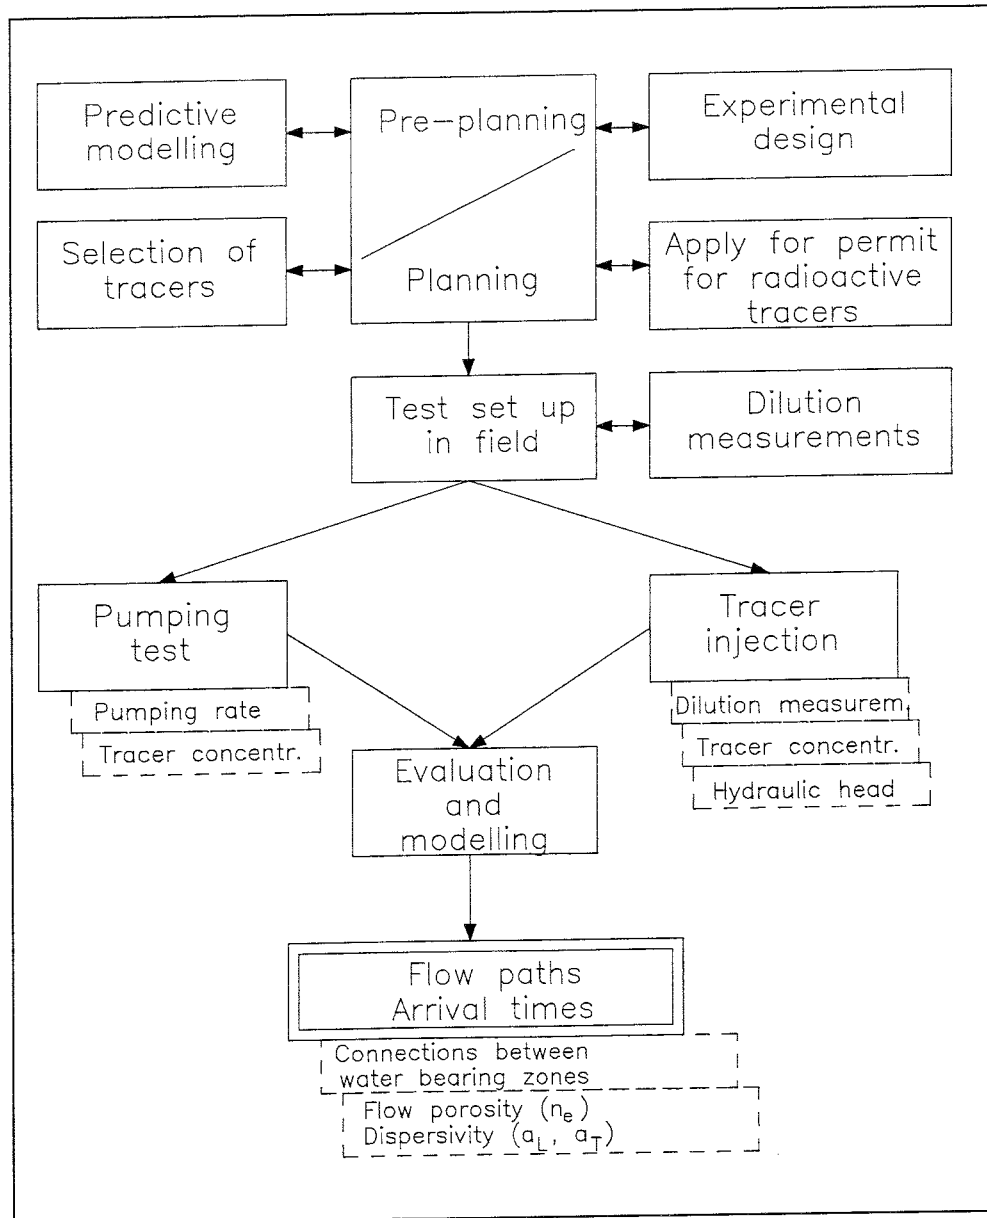 Predictive
modelling
Pre-planning
Experimental
design
Selection of
tracers
Planning
Apply for permit
for radioactive
tracers
Test set up
in field
Dilution
measurements
Pumping
test
Pumping rate
Tracer concentr.
Tracer
injection
Dilution measurem.
Tracer concentr.
Hydraulic head
Evaluation
and
modelling
Flow paths
Arrival times
Connections between
water bearing zones
Flow porosity (n_e)
Dispersivity (a_L, a_T)